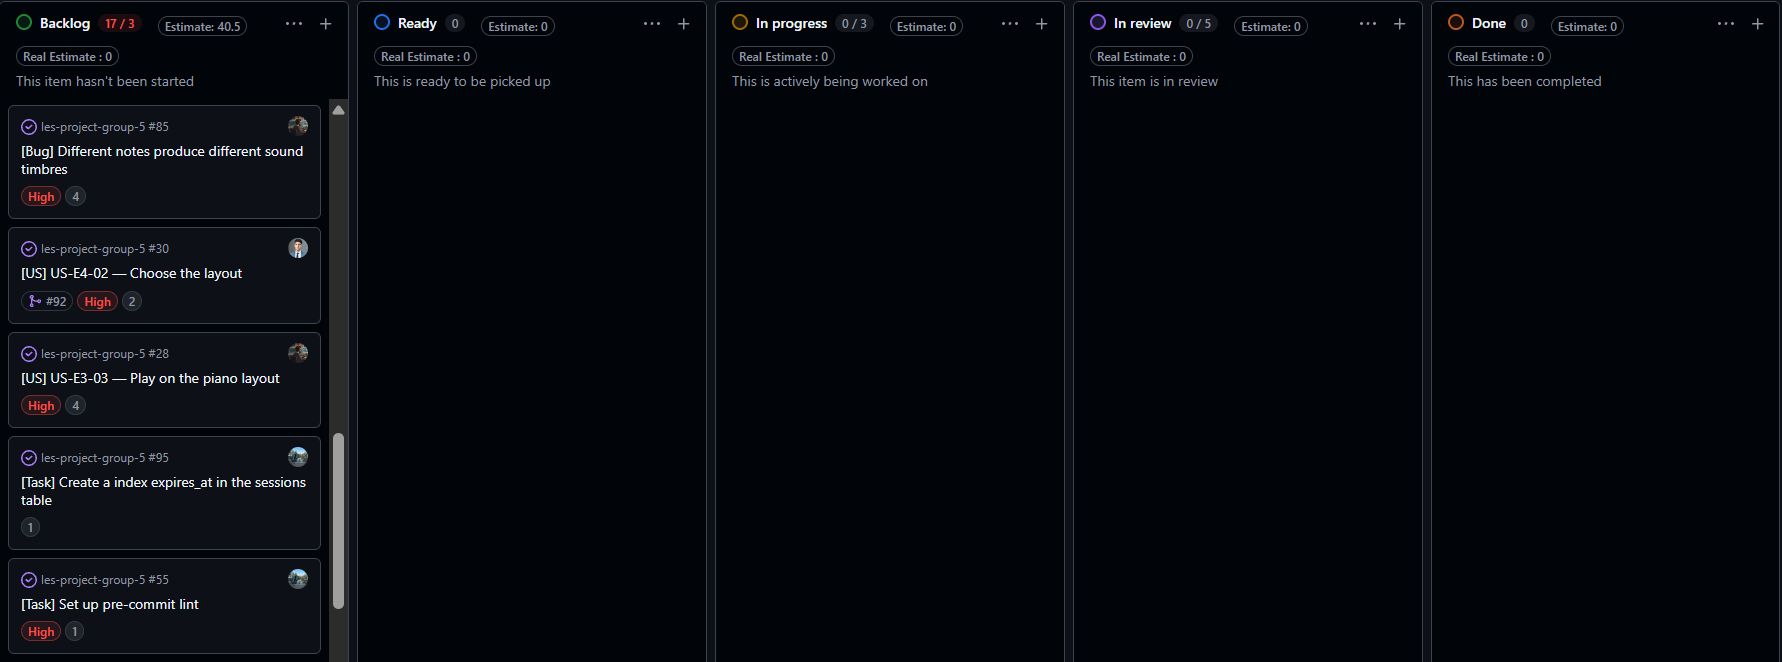 Backlog 17 / 3 Estimate: 40.5
Real Estimate : 0
This item hasn't been started
les-project-group-5 #85
[Bug] Different notes produce different sound
timbres
High 4
les-project-group-5 #30
[US] US-E4-02 — Choose the layout
#92 High 2
les-project-group-5 #28
[US] US-E3-03 — Play on the piano layout
High 4
les-project-group-5 #95
[Task] Create a index expires_at in the sessions
table
1
les-project-group-5 #55
[Task] Set up pre-commit lint
High 1
Ready 0 Estimate: 0
Real Estimate : 0
This is ready to be picked up
In progress 0 / 3 Estimate: 0
Real Estimate : 0
This is actively being worked on
In review 0 / 5 Estimate: 0
Real Estimate : 0
This item is in review
Done 0 Estimate: 0
Real Estimate : 0
This has been completed